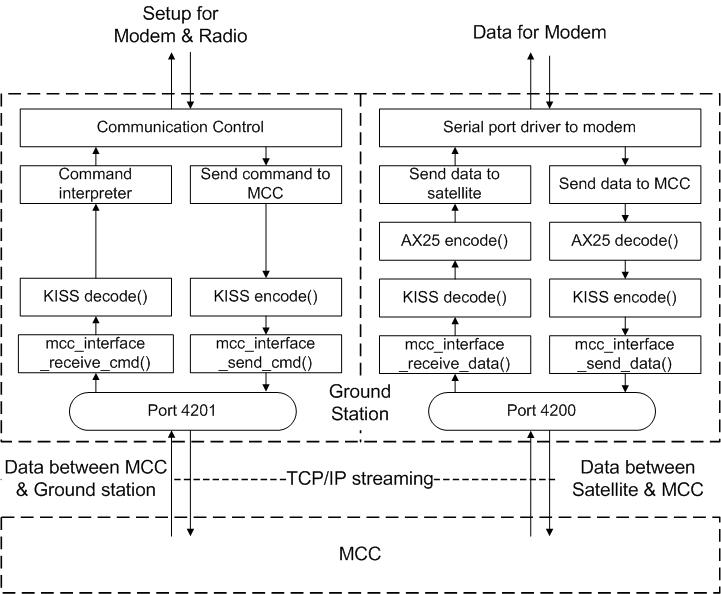 Setup for
Modem & Radio
Data for Modem
Communication Control
Serial port driver to modem
Command
interpreter
Send command to
MCC
Send data to
satellite
Send data to MCC
AX25 encode()
AX25 decode()
KISS decode()
KISS encode()
KISS decode()
KISS encode()
mcc_interface
_receive_cmd()
mcc_interface
_send_cmd()
mcc_interface
_receive_data()
mcc_interface
_send_data()
Port 4201
Ground
Station
Port 4200
Data between MCC
& Ground station
TCP/IP streaming
Data between
Satellite & MCC
MCC